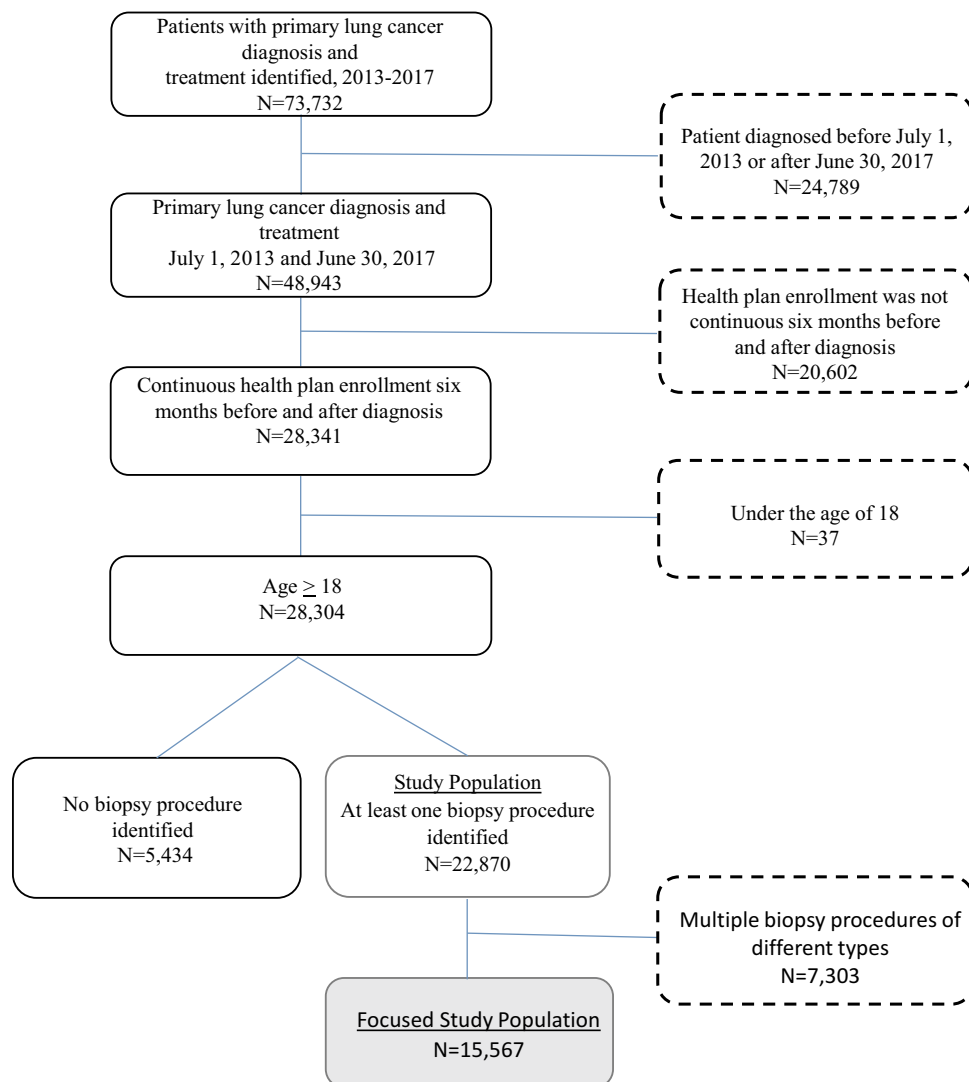 Patients with primary lung cancer
diagnosis and
treatment identified, 2013-2017
N=73,732
Patient diagnosed before July 1,
2013 or after June 30, 2017
N=24,789
Primary lung cancer diagnosis and
treatment
July 1, 2013 and June 30, 2017
N=48,943
Health plan enrollment was not
continuous six months before
and after diagnosis
N=20,602
Continuous health plan enrollment six
months before and after diagnosis
N=28,341
Under the age of 18
N=37
Age ≥ 18
N=28,304
No biopsy procedure
identified
N=5,434
Study Population
At least one biopsy procedure
identified
N=22,870
Multiple biopsy procedures of
different types
N=7,303
Focused Study Population
N=15,567